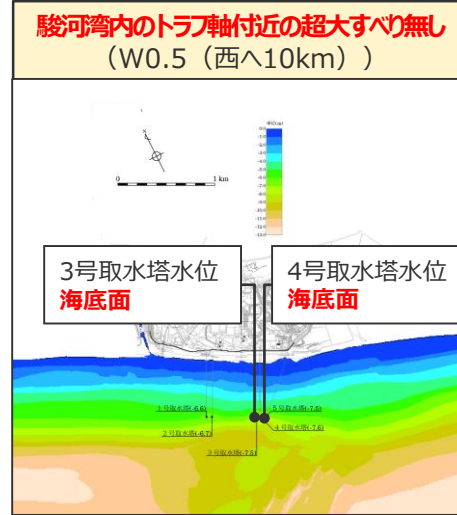 駿河湾内のトラフ軸付近の超大すべり無し
（W0.5（西へ10km））
単位(m)
0 1 km
3号取水塔水位
海底面
4号取水塔水位
海底面
1号取水塔(-6.6)
5号取水塔(-7.5)
2号取水塔(-6.7)
4号取水塔(-7.6)
3号取水塔(-7.5)